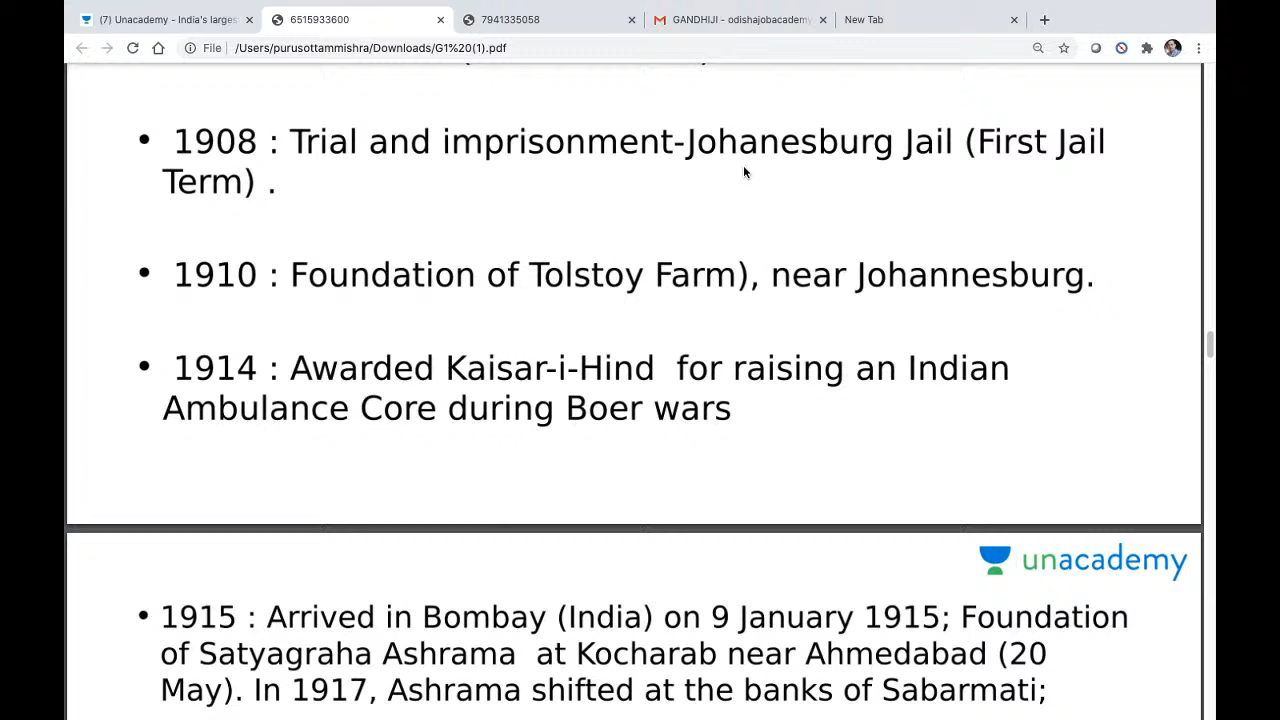 (7) Unacademy - India's larges
6515933600
7941335058
GANDHIJI - odishajobacademy
New Tab
File
/Users/purusottammishra/Downloads/G1%20(1).pdf
• 1908 : Trial and imprisonment-Johanesburg Jail (First Jail
Term) .
• 1910 : Foundation of Tolstoy Farm), near Johannesburg.
• 1914 : Awarded Kaisar-i-Hind for raising an Indian
Ambulance Core during Boer wars
unacademy
• 1915 : Arrived in Bombay (India) on 9 January 1915; Foundation
of Satyagraha Ashrama at Kocharab near Ahmedabad (20
May). In 1917, Ashrama shifted at the banks of Sabarmati;